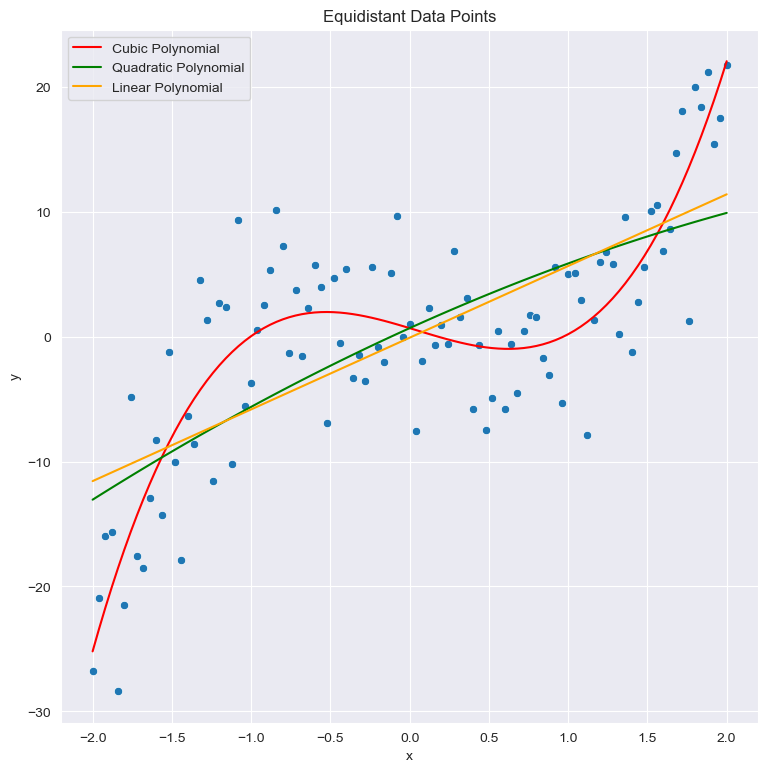 Equidistant Data Points
Cubic Polynomial
Quadratic Polynomial
Linear Polynomial
20
10
0
−10
−20
−30
y
−2.0 −1.5 −1.0 −0.5 0.0 0.5 1.0 1.5 2.0
x